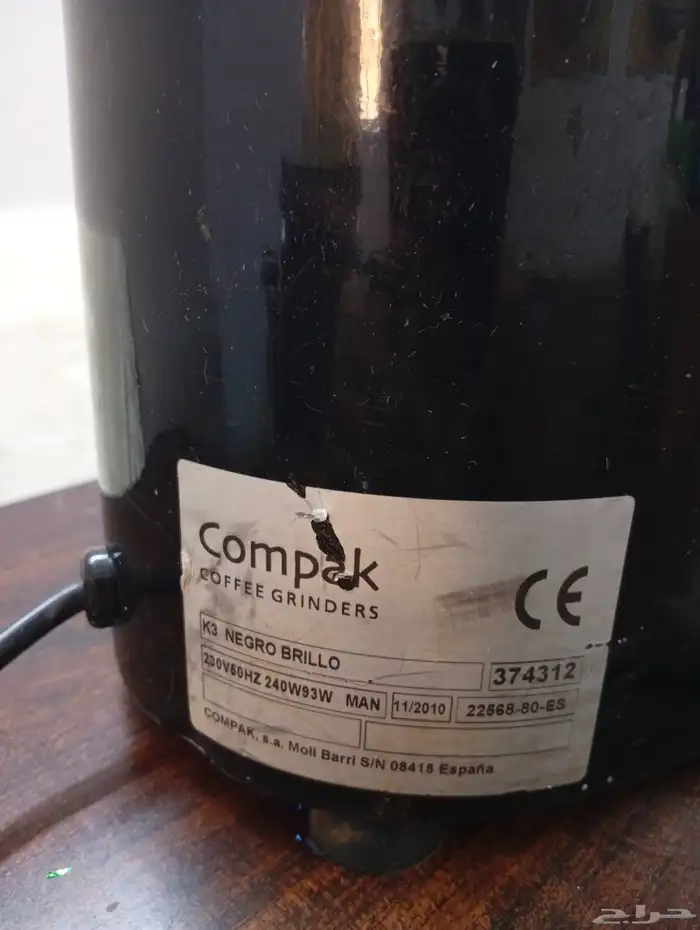 Compak
COFFEE GRINDERS
CE
K3 NEGRO BRILLO
374312
230V50HZ 240W93W MAN
11/2010
22568-80-ES
COMPAK, s.a. Molí Barri S/N 08415 España
حراج